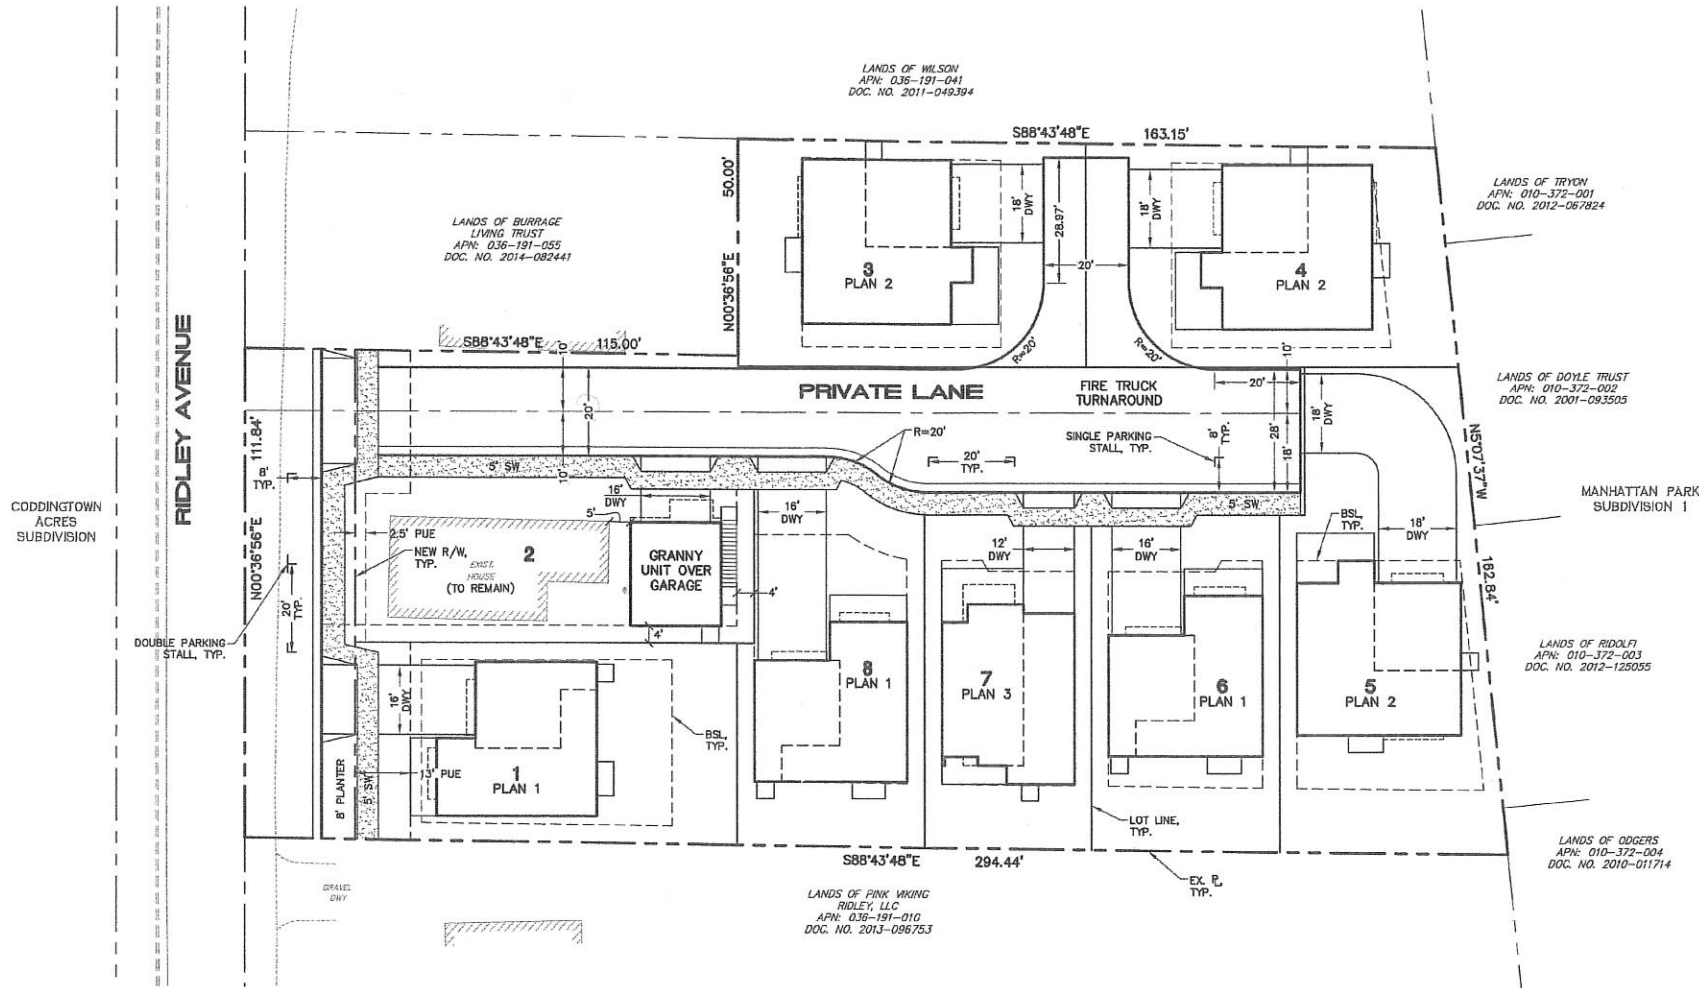 LANDS OF WILSON
APN: 036-191-041
DOC. NO. 2011-049394
S88°43'48"E 163.15'
50.00'
N00°36'56"E
LANDS OF TRYON
APN: 010-372-001
DOC. NO. 2012-067824
LANDS OF BURRAGE
LIVING TRUST
APN: 036-191-055
DOC. NO. 2014-082441
3
PLAN 2
18'
DWY
28.97'
20'
18'
DWY
4
PLAN 2
R=20'
R=20'
S88°43'48"E 115.00'
10'
20'
10'
PRIVATE LANE
FIRE TRUCK
TURNAROUND
20'
10'
28'
18'
18'
DWY
LANDS OF DOYLE TRUST
APN: 010-372-002
DOC. NO. 2001-093505
RIDLEY AVENUE
111.84'
N00°36'56"E
8'
TYP.
20'
TYP.
DOUBLE PARKING
STALL, TYP.
CODDINGTOWN
ACRES
SUBDIVISION
R=20'
SINGLE PARKING
STALL, TYP.
8'
TYP.
20'
TYP.
5' SW
5' SW
N5°07'37"W
162.84'
MANHATTAN PARK
SUBDIVISION 1
16'
DWY
5'
16'
DWY
12'
DWY
16'
DWY
BSL,
TYP.
18'
DWY
2.5' PUE
NEW R/W,
TYP.
2
EXIST.
HOUSE
(TO REMAIN)
GRANNY
UNIT OVER
GARAGE
4'
4'
LANDS OF RIDOLFI
APN: 010-372-003
DOC. NO. 2012-125055
8
PLAN 1
7
PLAN 3
6
PLAN 1
5
PLAN 2
16'
DWY
BSL,
TYP.
1
PLAN 1
13' PUE
8' PLANTER
5' SW
LOT LINE,
TYP.
S88°43'48"E 294.44'
EX. PL
TYP.
LANDS OF ODGERS
APN: 010-372-004
DOC. NO. 2010-011714
GRAVEL
DWY
LANDS OF PINK VIKING
RIDLEY, LLC
APN: 036-191-010
DOC. NO. 2013-096753